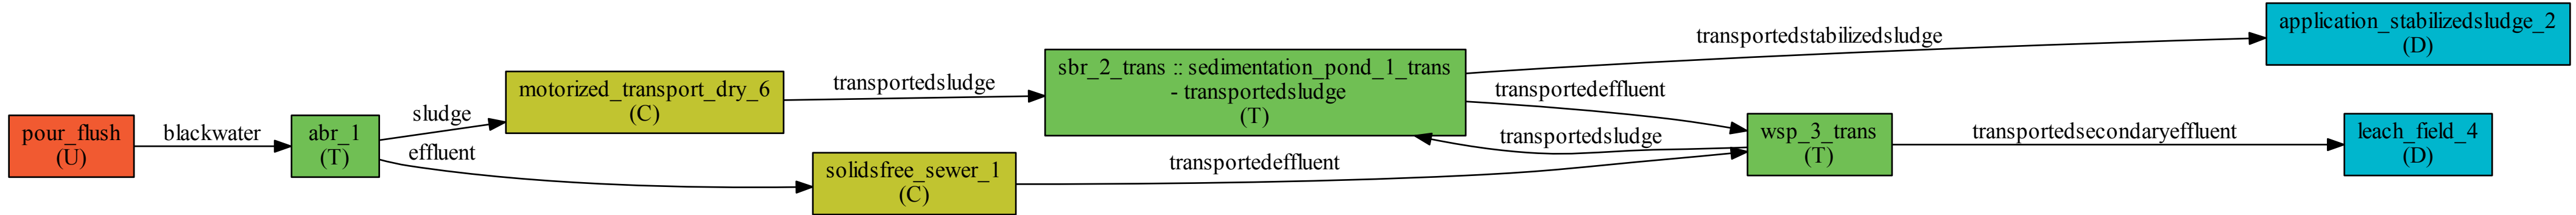 pour_flush
(U)
blackwater
abr_1
(T)
sludge
effluent
motorized_transport_dry_6
(C)
solidsfree_sewer_1
(C)
transportedsludge
transportedeffluent
sbr_2_trans :: sedimentation_pond_1_trans
- transportedsludge
(T)
transportedstabilizedsludge
transportedeffluent
transportedsludge
wsp_3_trans
(T)
transportedsecondaryeffluent
application_stabilizedsludge_2
(D)
leach_field_4
(D)